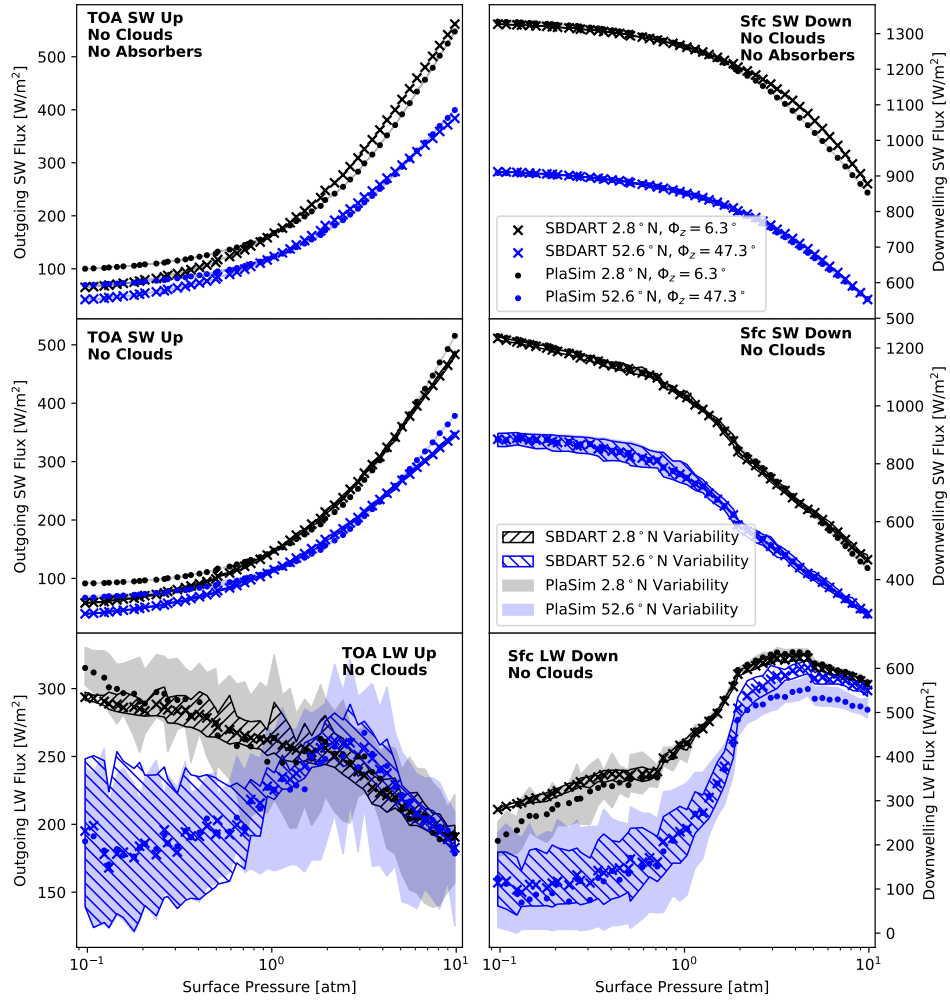 TOA SW Up
No Clouds
No Absorbers
Outgoing SW Flux [W/m²]
500
400
300
200
100
Sfc SW Down
No Clouds
No Absorbers
Downwelling SW Flux [W/m²]
1300
1200
1100
1000
900
800
700
600
500
SBDART 2.8°N, Φz = 6.3°
SBDART 52.6°N, Φz = 47.3°
PlaSim 2.8°N, Φz = 6.3°
PlaSim 52.6°N, Φz = 47.3°
TOA SW Up
No Clouds
Outgoing SW Flux [W/m²]
500
400
300
200
100
Sfc SW Down
No Clouds
Downwelling SW Flux [W/m²]
1200
1000
800
600
400
SBDART 2.8°N Variability
SBDART 52.6°N Variability
PlaSim 2.8°N Variability
PlaSim 52.6°N Variability
TOA LW Up
No Clouds
Outgoing LW Flux [W/m²]
300
250
200
150
10⁻¹
10⁰
10¹
Surface Pressure [atm]
Sfc LW Down
No Clouds
Downwelling LW Flux [W/m²]
600
500
400
300
200
100
0
10⁻¹
10⁰
10¹
Surface Pressure [atm]